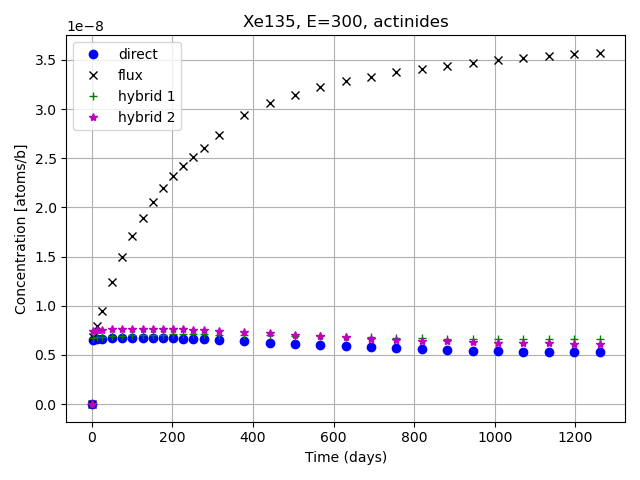 Xe135, E=300, actinides
1e−8
direct
flux
hybrid 1
hybrid 2
3.5
3.0
2.5
2.0
1.5
1.0
0.5
0.0
Concentration [atoms/b]
0 200 400 600 800 1000 1200
Time (days)